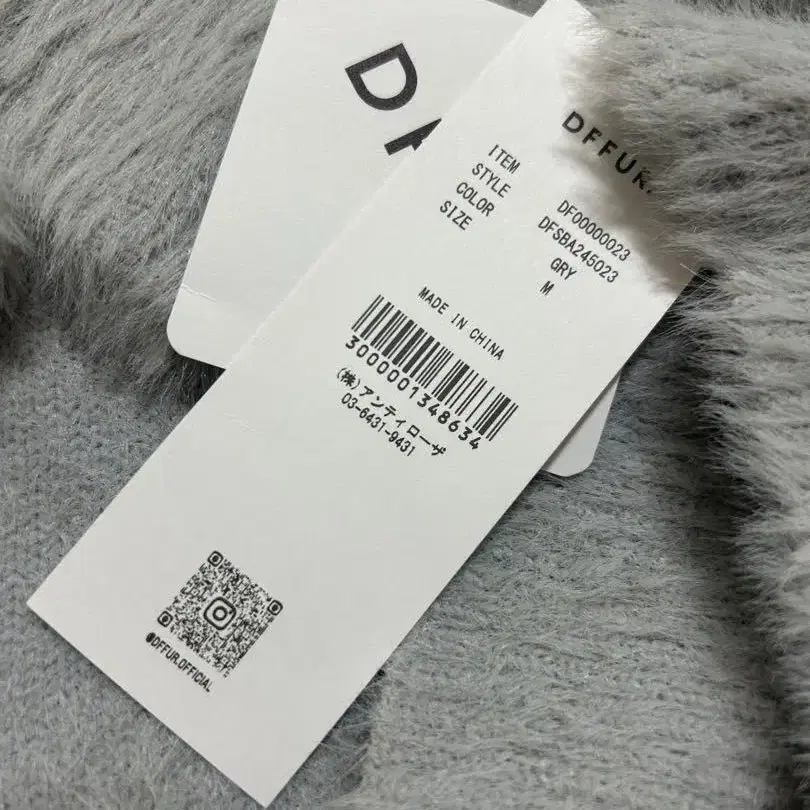 DFFUR.
ITEM DF00000023
STYLE DFSBA245023
COLOR GRY
SIZE M
MADE IN CHINA
3000001348634
(株)アンティローザ
03-6431-9431
@DFFUR.OFFICIAL